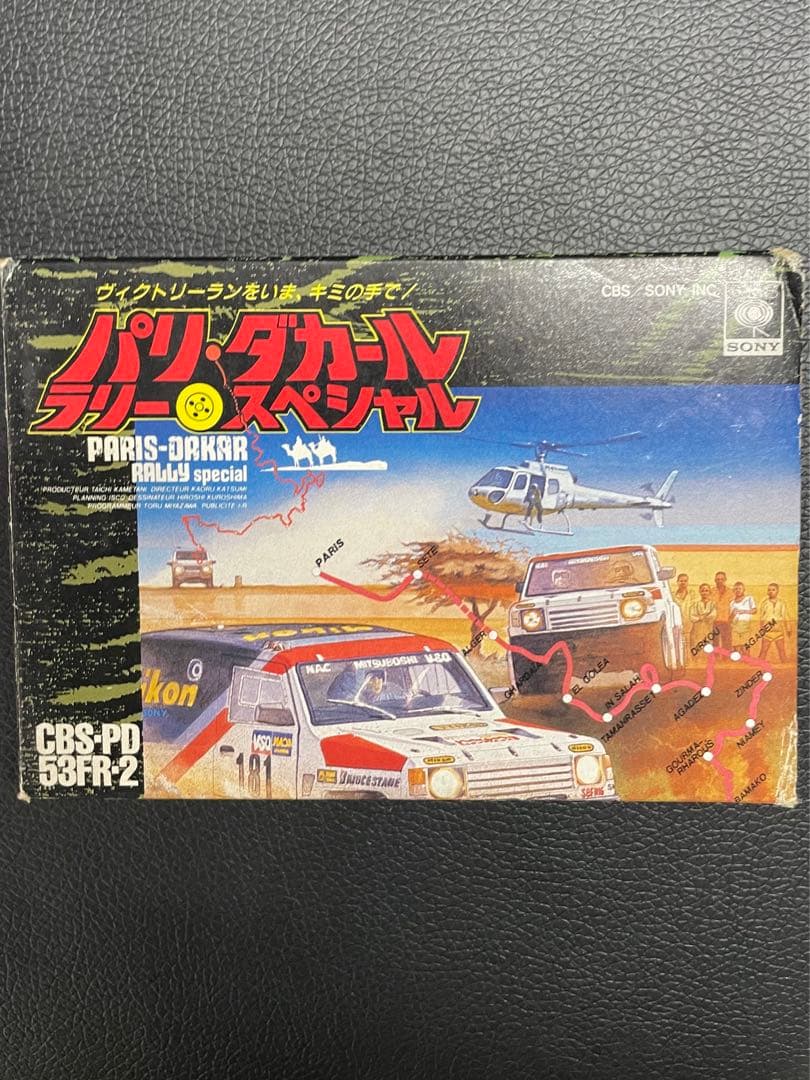 ヴィクトリーランをいま、キミの手で!
CBS SONY INC.
SONY
パリ・ダカール
ラリー スペシャル
PARIS-DAKAR
RALLY special
PRODUCTEUR TAICHI KAMETANI DIRECTEUR KAORU KATSUMI
PLANNING ISCO DESSINATEUR HIROSHI KUROSHIMA
PROGRAMMEUR TORU MIYAZAWA PUBLICITE I-R
PARIS
SETE
ALGER
GHARDAIA
EL GOLEA
IN SALAH
TAMANRASSET
AGADEZ
DIRKOU
AGADEM
ZINDER
NIAMEY
GOURMA-
RHAROUS
BAMAKO
NAC MITSUBOSHI
ikon
181
BRIDGESTONE
CBS・PD
53FR-2